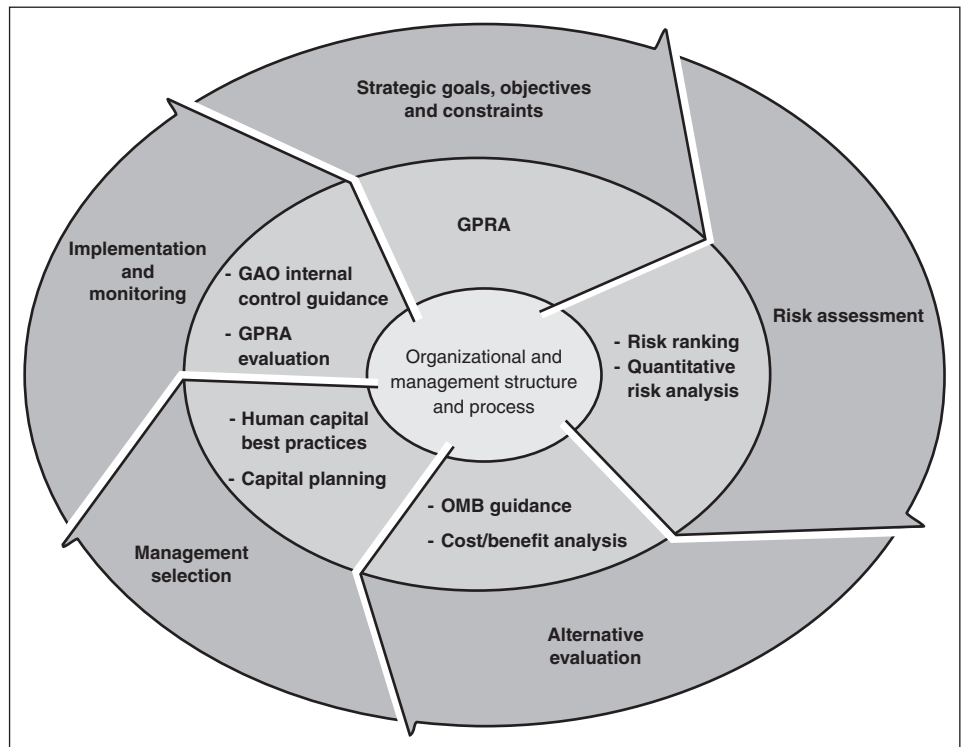 Strategic goals, objectives
and constraints
GPRA
Implementation
and
monitoring
- GAO internal
control guidance
- GPRA
evaluation
Risk assessment
- Risk ranking
- Quantitative
risk analysis
Organizational and
management structure
and process
- Human capital
best practices
- Capital planning
- OMB guidance
- Cost/benefit analysis
Management
selection
Alternative
evaluation